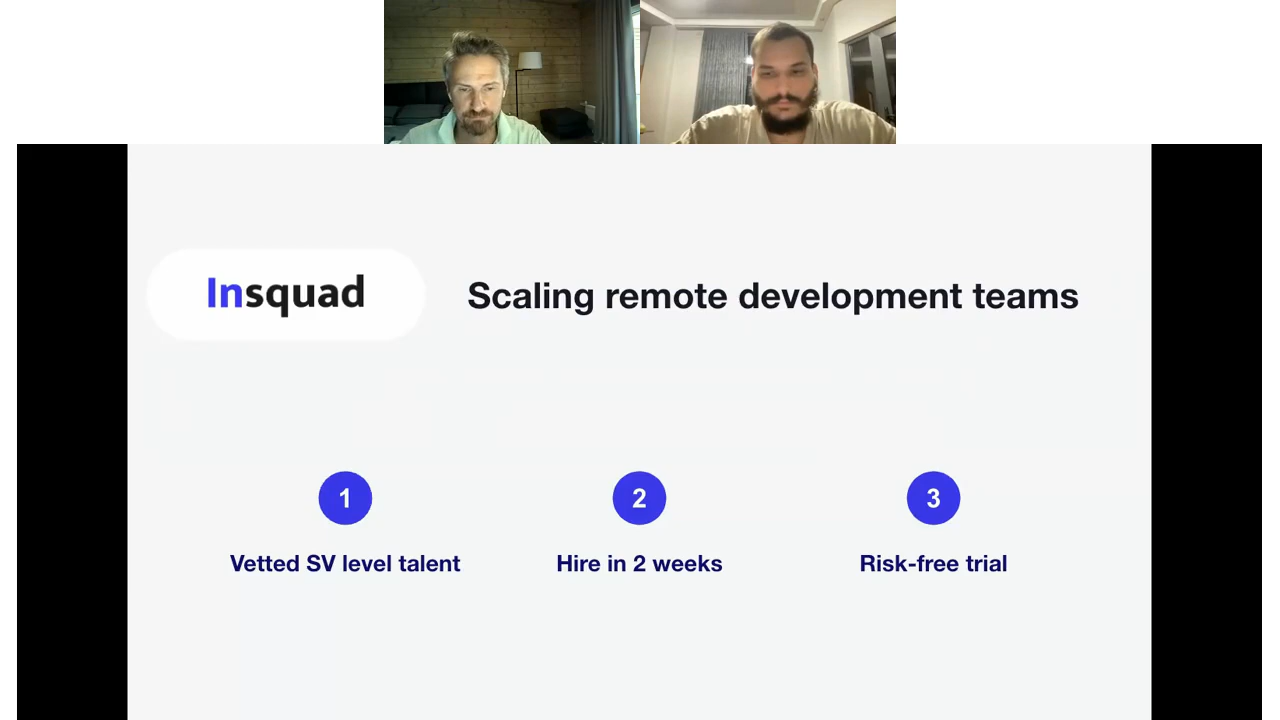 Insquad
Scaling remote development teams
1
2
3
Vetted SV level talent
Hire in 2 weeks
Risk-free trial